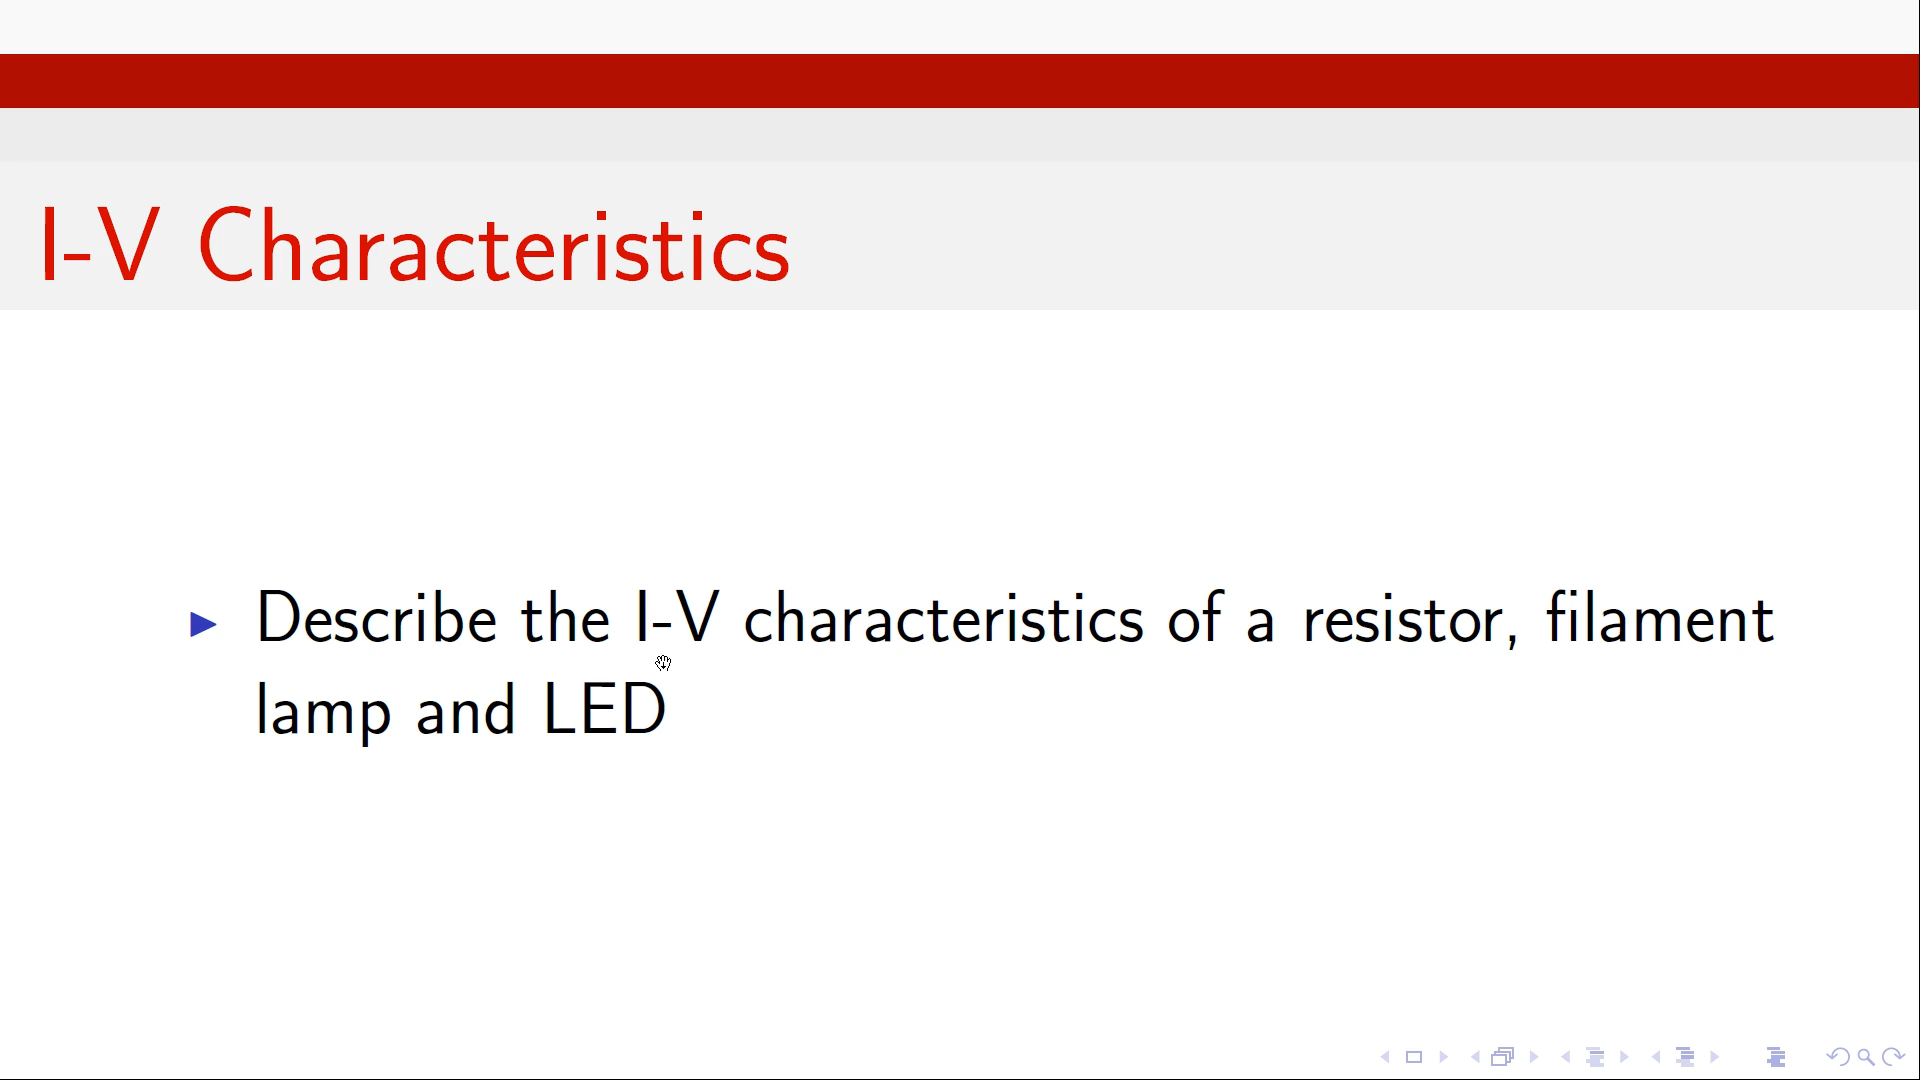 I-V Characteristics
Describe the I-V characteristics of a resistor, filament
lamp and LED